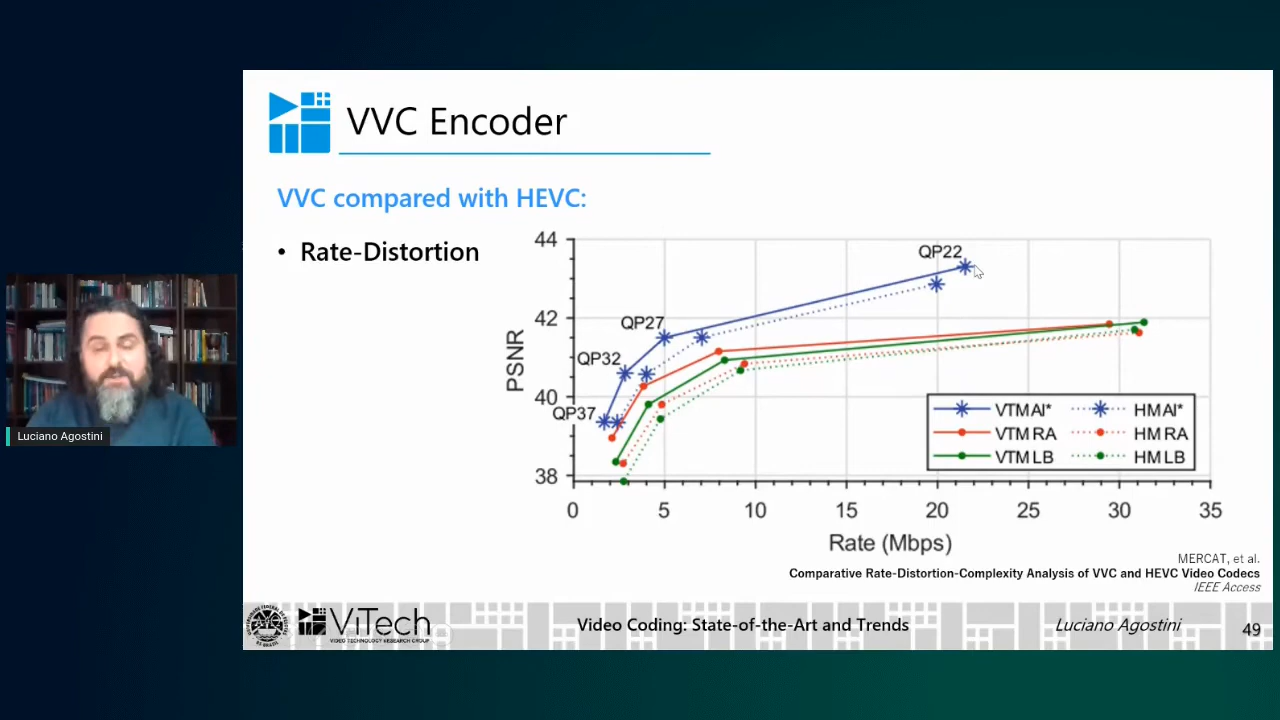 VVC Encoder
VVC compared with HEVC:
• Rate-Distortion
44
42
40
38
PSNR
QP22
QP27
QP32
QP37
VTM AI* HM AI*
VTM RA HM RA
VTM LB HM LB
0 5 10 15 20 25 30 35
Rate (Mbps)
MERCAT, et al.
Comparative Rate-Distortion-Complexity Analysis of VVC and HEVC Video Codecs
IEEE Access
Luciano Agostini
ViTech
VIDEO TECHNOLOGY RESEARCH GROUP
Video Coding: State-of-the-Art and Trends
Luciano Agostini
49